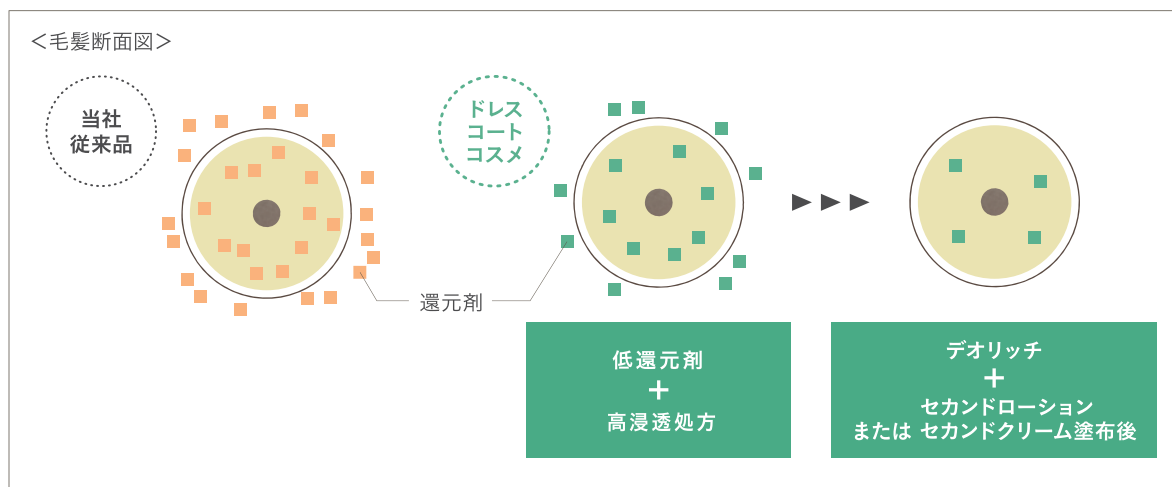 ＜毛髪断面図＞
当社
従来品
ドレス
コート
コスメ
還元剤
低還元剤
＋
高浸透処方
デオリッチ
＋
セカンドローション
または セカンドクリーム塗布後